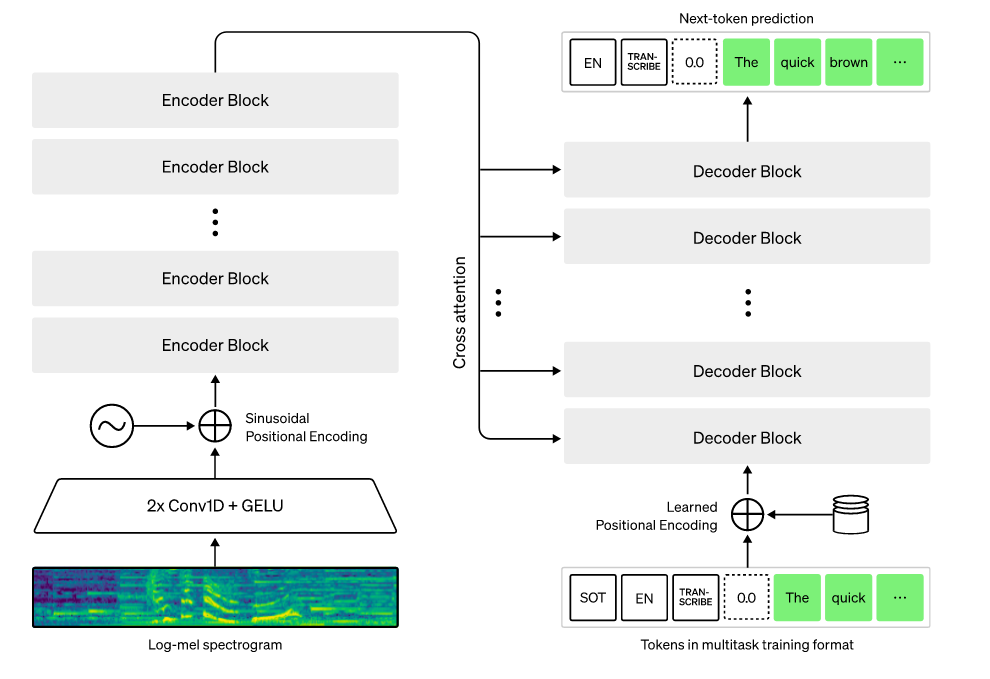 Next-token prediction
EN TRAN-SCRIBE 0.0 The quick brown ...
Encoder Block
Encoder Block
Encoder Block
Encoder Block
Decoder Block
Decoder Block
Decoder Block
Decoder Block
Cross attention
Sinusoidal
Positional Encoding
2x Conv1D + GELU
Log-mel spectrogram
Learned
Positional Encoding
SOT EN TRAN-SCRIBE 0.0 The quick ...
Tokens in multitask training format